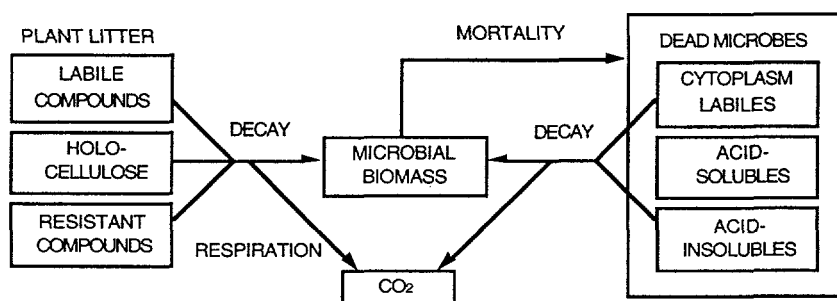 PLANT LITTER
LABILE
COMPOUNDS
HOLO-
CELLULOSE
RESISTANT
COMPOUNDS
DECAY
RESPIRATION
MICROBIAL
BIOMASS
CO₂
MORTALITY
DECAY
DEAD MICROBES
CYTOPLASM
LABILES
ACID-
SOLUBLES
ACID-
INSOLUBLES